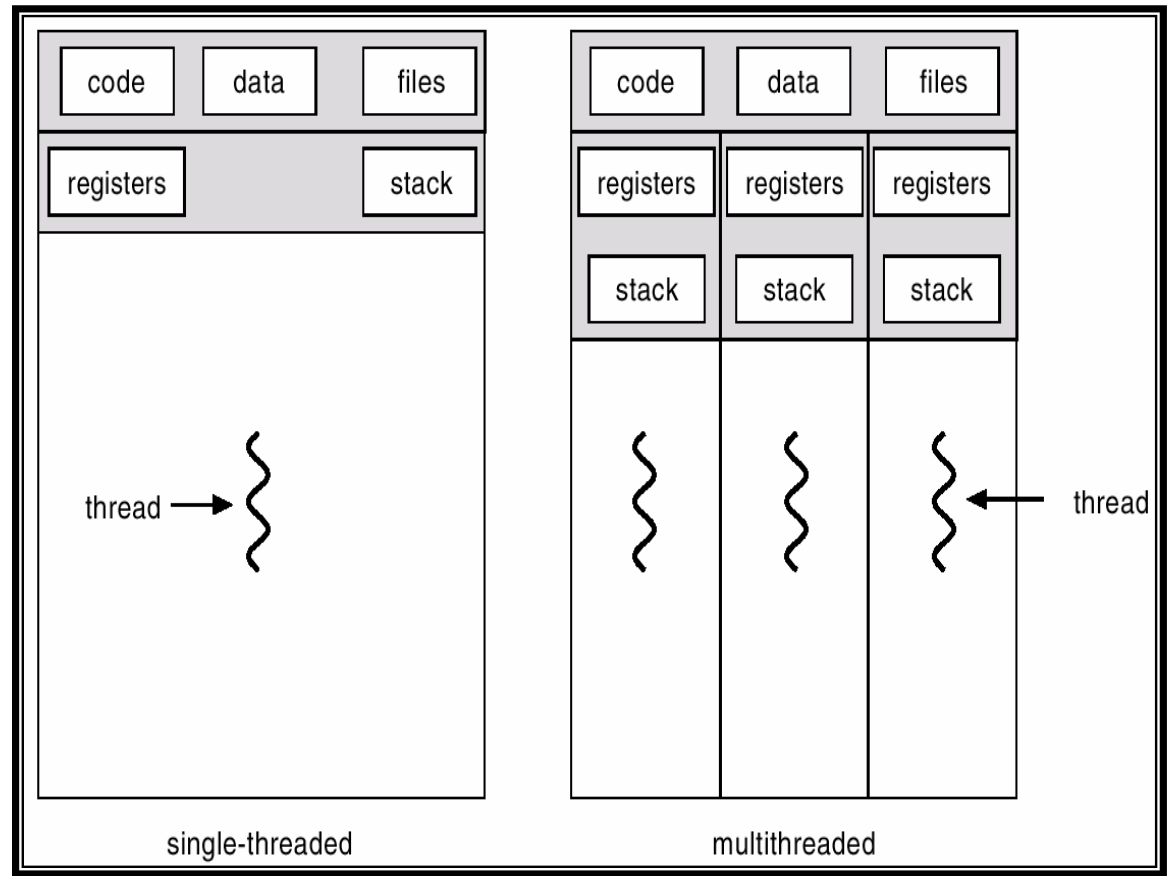 code data files
registers stack
thread
single-threaded
code data files
registers registers registers
stack stack stack
thread
multithreaded